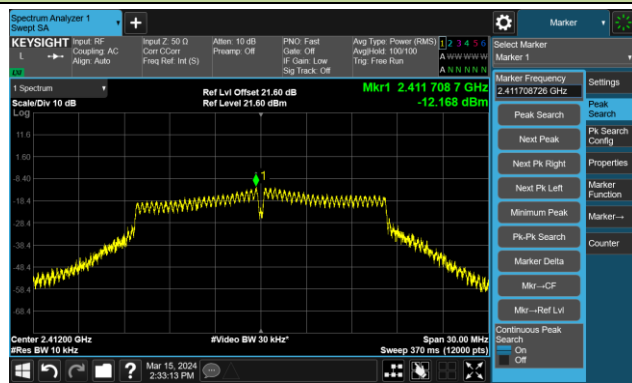 Spectrum Analyzer 1
Swept SA
Marker
KEYSIGHT
Input: RF
Coupling: AC
Align: Auto
Input Z: 50 Ω
Corr CCorr
Freq Ref: Int (S)
Atten: 10 dB
Preamp: Off
PNO: Fast
Gate: Off
IF Gain: Low
Sig Track: Off
Avg Type: Power (RMS)
Avg|Hold: 100/100
Trig: Free Run
1 2 3 4 5 6
A W W W W W
A N N N N N
L
Select Marker
Marker 1
1 Spectrum
Scale/Div 10 dB
Log
Ref Lvl Offset 21.60 dB
Ref Level 21.60 dBm
Mkr1 2.411 708 7 GHz
-12.168 dBm
11.6
1.60
-8.40
-18.4
-28.4
-38.4
-48.4
-58.4
-68.4
1
Center 2.41200 GHz
#Res BW 10 kHz
#Video BW 30 kHz*
Span 30.00 MHz
Sweep 370 ms (12000 pts)
Marker Frequency
2.411708726 GHz
Peak Search
Next Peak
Next Pk Right
Next Pk Left
Minimum Peak
Pk-Pk Search
Marker Delta
Mkr→CF
Mkr→Ref Lvl
Continuous Peak
Search
On
Off
Settings
Peak
Search
Pk Search
Config
Properties
Marker
Function
Marker→
Counter
?
Mar 15, 2024
2:33:13 PM